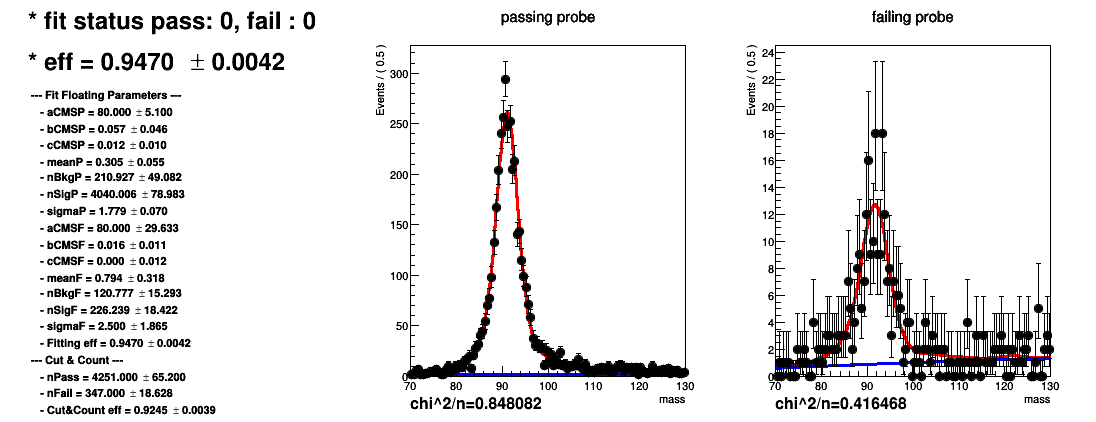 * fit status pass: 0, fail : 0
* eff = 0.9470 ± 0.0042
--- Fit Floating Parameters ---
- aCMSP = 80.000 ± 5.100
- bCMSP = 0.057 ± 0.046
- cCMSP = 0.012 ± 0.010
- meanP = 0.305 ± 0.055
- nBkgP = 210.927 ± 49.082
- nSigP = 4040.006 ± 78.983
- sigmaP = 1.779 ± 0.070
- aCMSF = 80.000 ± 29.633
- bCMSF = 0.016 ± 0.011
- cCMSF = 0.000 ± 0.012
- meanF = 0.794 ± 0.318
- nBkgF = 120.777 ± 15.293
- nSigF = 226.239 ± 18.422
- sigmaF = 2.500 ± 1.865
- Fitting eff = 0.9470 ± 0.0042
--- Cut & Count ---
- nPass = 4251.000 ± 65.200
- nFail = 347.000 ± 18.628
- Cut&Count eff = 0.9245 ± 0.0039
passing probe
Events / ( 0.5 )
300
250
200
150
100
50
0
70 80 90 100 110 120 130
mass
chi^2/n=0.848082
failing probe
Events / ( 0.5 )
24
22
20
18
16
14
12
10
8
6
4
2
0
70 80 90 100 110 120 130
mass
chi^2/n=0.416468